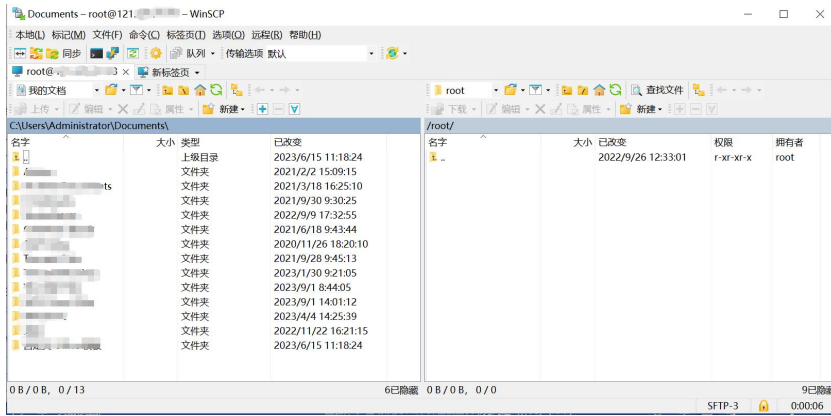 Documents – root@121. – WinSCP
本地(L) 标记(M) 文件(F) 命令(C) 标签页(T) 选项(O) 远程(R) 帮助(H)
同步 队列 传输选项 默认
root@ 3 × 新标签页
我的文档 root 查找文件
上传 编辑 属性 新建 下载 编辑 属性 新建
C:\Users\Administrator\Documents\ /root/
名字 大小 类型 已改变 名字 大小 已改变 权限 拥有者
.. 上级目录 2023/6/15 11:18:24 .. 2022/9/26 12:33:01 r-xr-xr-x root
文件夹 2021/2/2 15:09:15
ts 文件夹 2021/3/18 16:25:10
文件夹 2021/9/30 9:30:25
文件夹 2022/9/9 17:32:55
文件夹 2021/6/18 9:43:44
文件夹 2020/11/26 18:20:10
文件夹 2021/9/28 9:45:13
文件夹 2023/1/30 9:21:05
文件夹 2023/9/1 8:44:05
文件夹 2023/9/1 14:01:12
文件夹 2023/4/4 14:25:39
文件夹 2022/11/22 16:21:15
文件夹 2023/6/15 11:18:24
0 B / 0 B, 0 / 13 6已隐藏 0 B / 0 B, 0 / 0 9已隐藏
SFTP-3 0:00:06